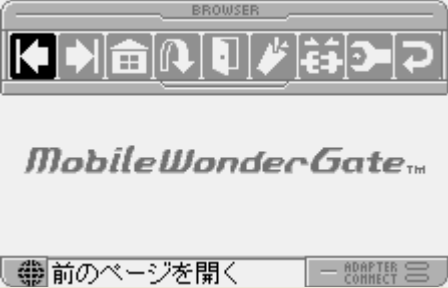 BROWSER
MobileWonderGate™
前のページを開く
ADAPTER
CONNECT